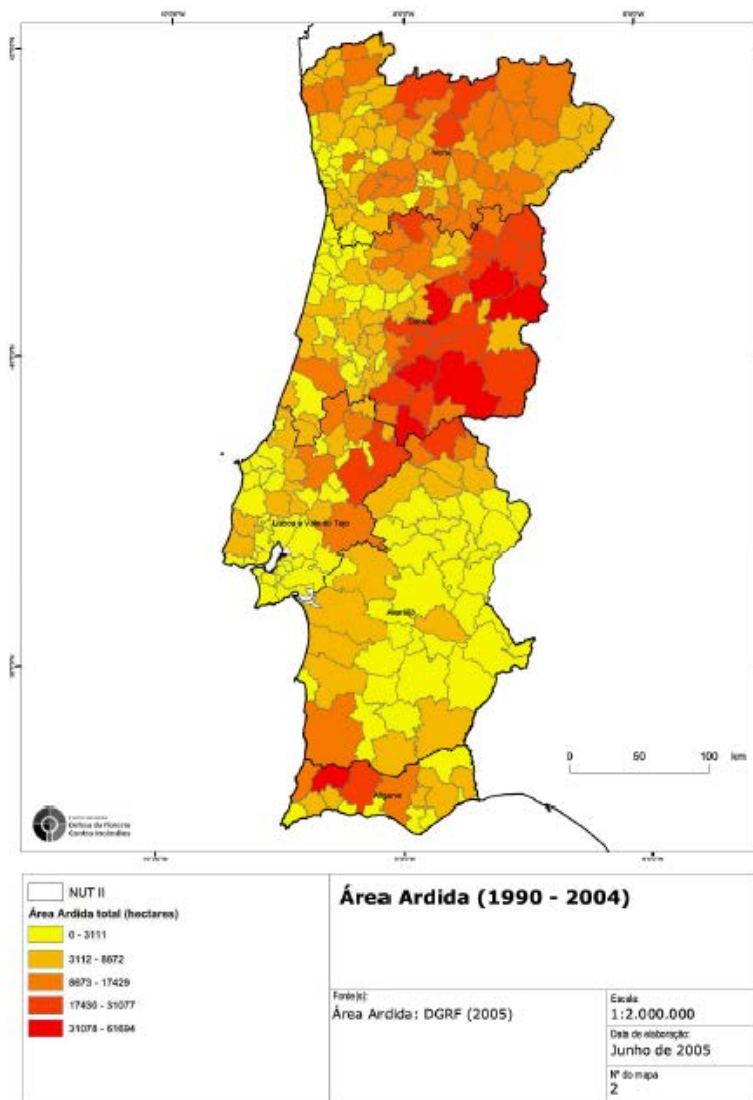 Norte
Centro
Lisboa e Vale do Tejo
Alentejo
Algarve
0 50 100 km
Defesa da Floresta
Contra Incêndios
NUT II
Área Ardida total (hectares)
0 - 3111
3112 - 8672
8673 - 17429
17430 - 31077
31078 - 61694
Área Ardida (1990 - 2004)
Fonte(s):
Área Ardida: DGRF (2005)
Escala:
1:2.000.000
Data de elaboração:
Junho de 2005
Nº do mapa
2